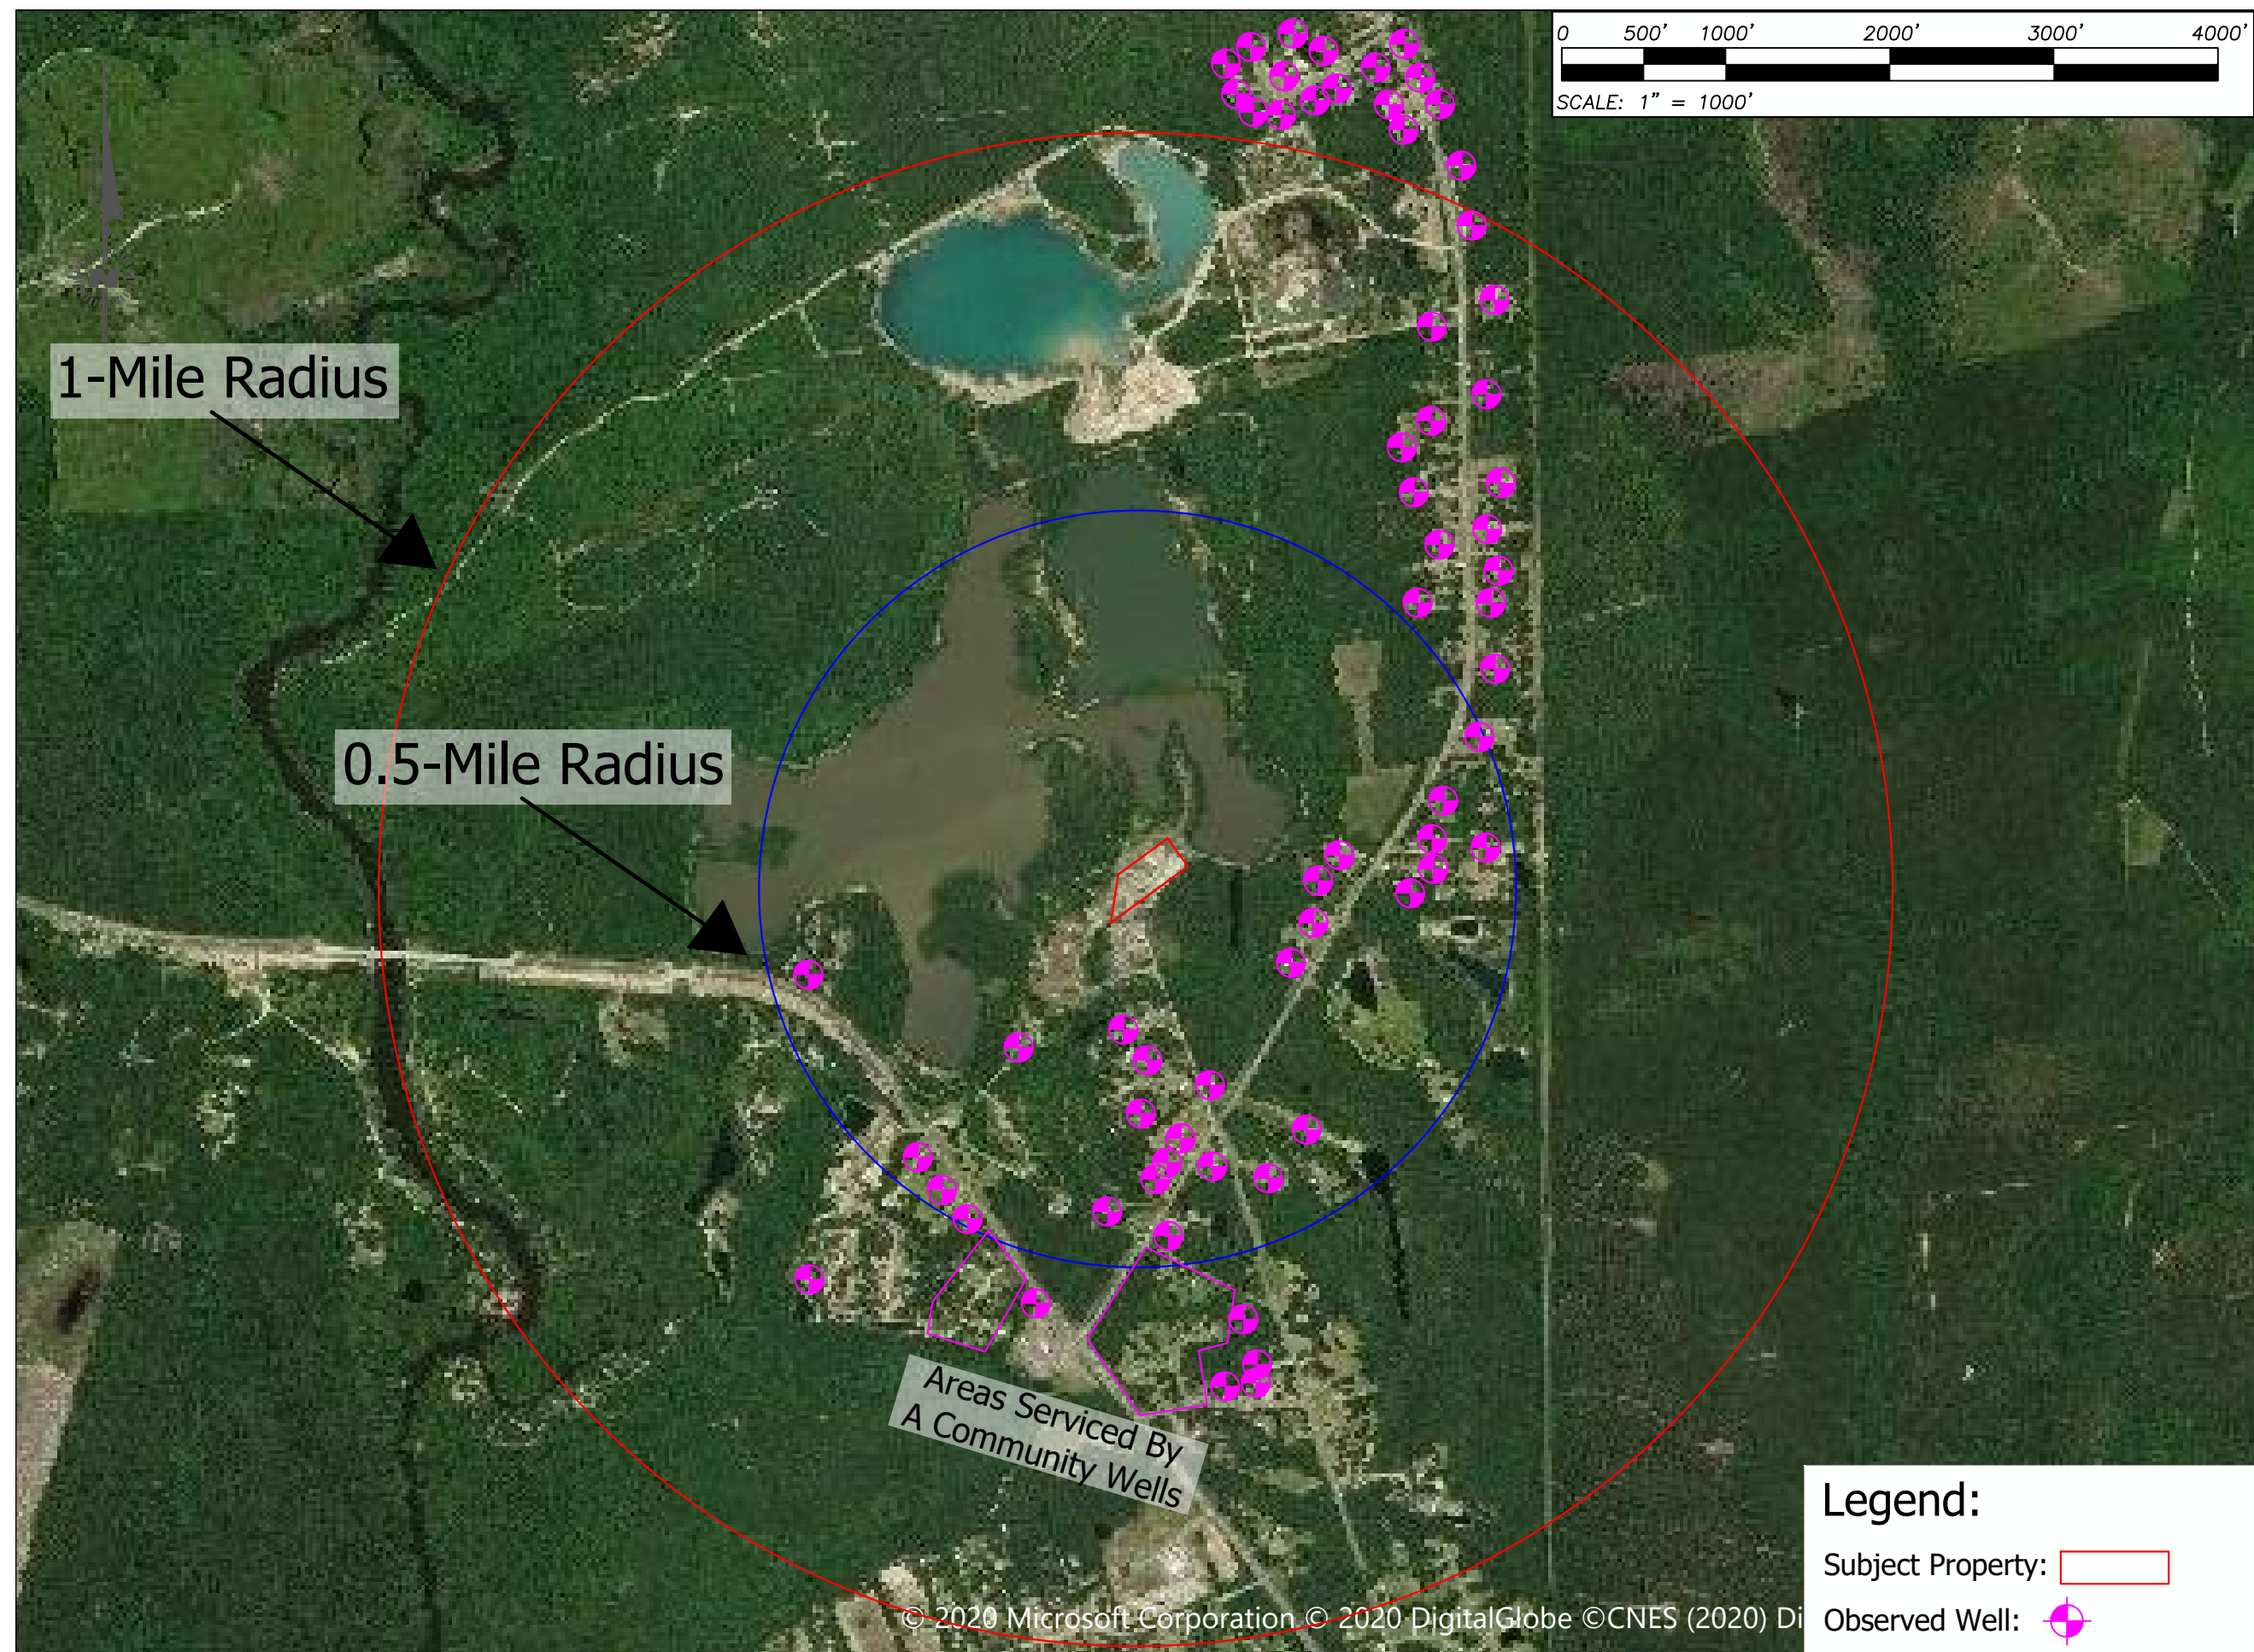 0 500' 1000' 2000' 3000' 4000'
SCALE: 1" = 1000'
N
1-Mile Radius
0.5-Mile Radius
Areas Serviced By
A Community Wells
Legend:
Subject Property:
Observed Well:
© 2020 Microsoft Corporation © 2020 DigitalGlobe ©CNES (2020) Di